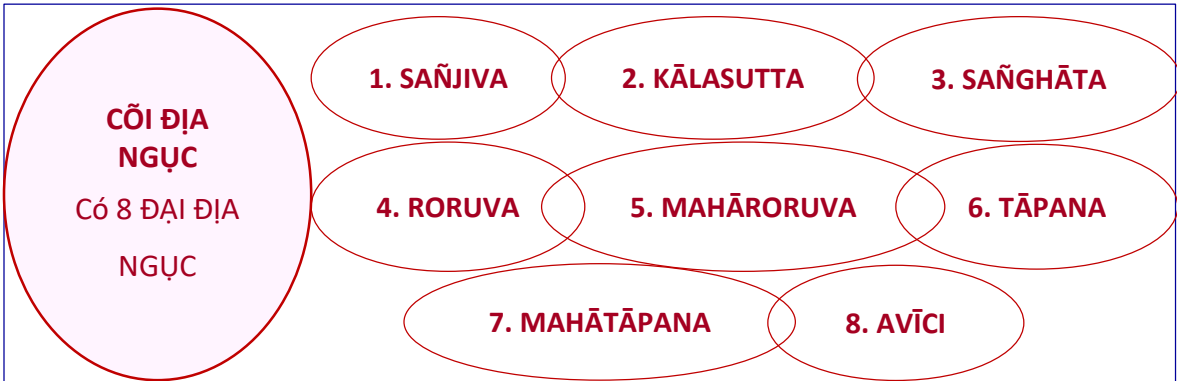 CÕI ĐỊA
NGỤC
Có 8 ĐẠI ĐỊA
NGỤC
1. SAÑJIVA
2. KĀLASUTTA
3. SAÑGHĀTA
4. RORUVA
5. MAHĀRORUVA
6. TĀPANA
7. MAHĀTĀPANA
8. AVĪCI